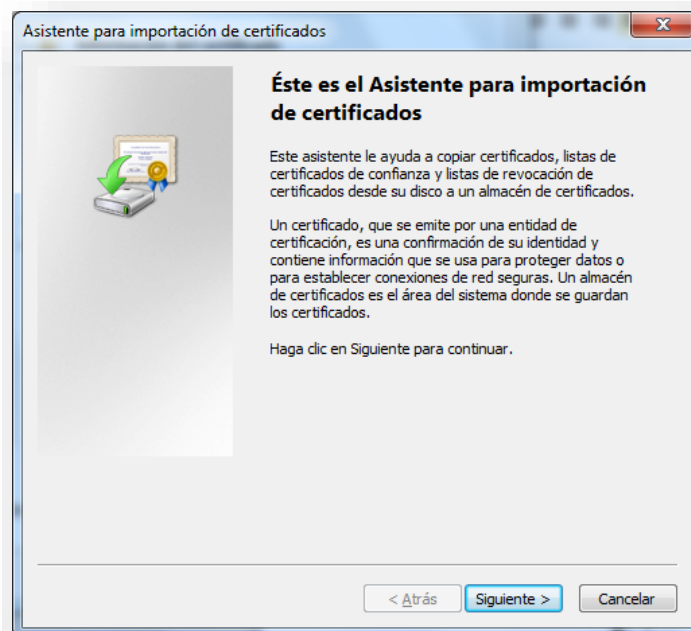 Asistente para importación de certificados
Éste es el Asistente para importación
de certificados
Este asistente le ayuda a copiar certificados, listas de
certificados de confianza y listas de revocación de
certificados desde su disco a un almacén de certificados.
Un certificado, que se emite por una entidad de
certificación, es una confirmación de su identidad y
contiene información que se usa para proteger datos o
para establecer conexiones de red seguras. Un almacén
de certificados es el área del sistema donde se guardan
los certificados.
Haga clic en Siguiente para continuar.
< Atrás
Siguiente >
Cancelar